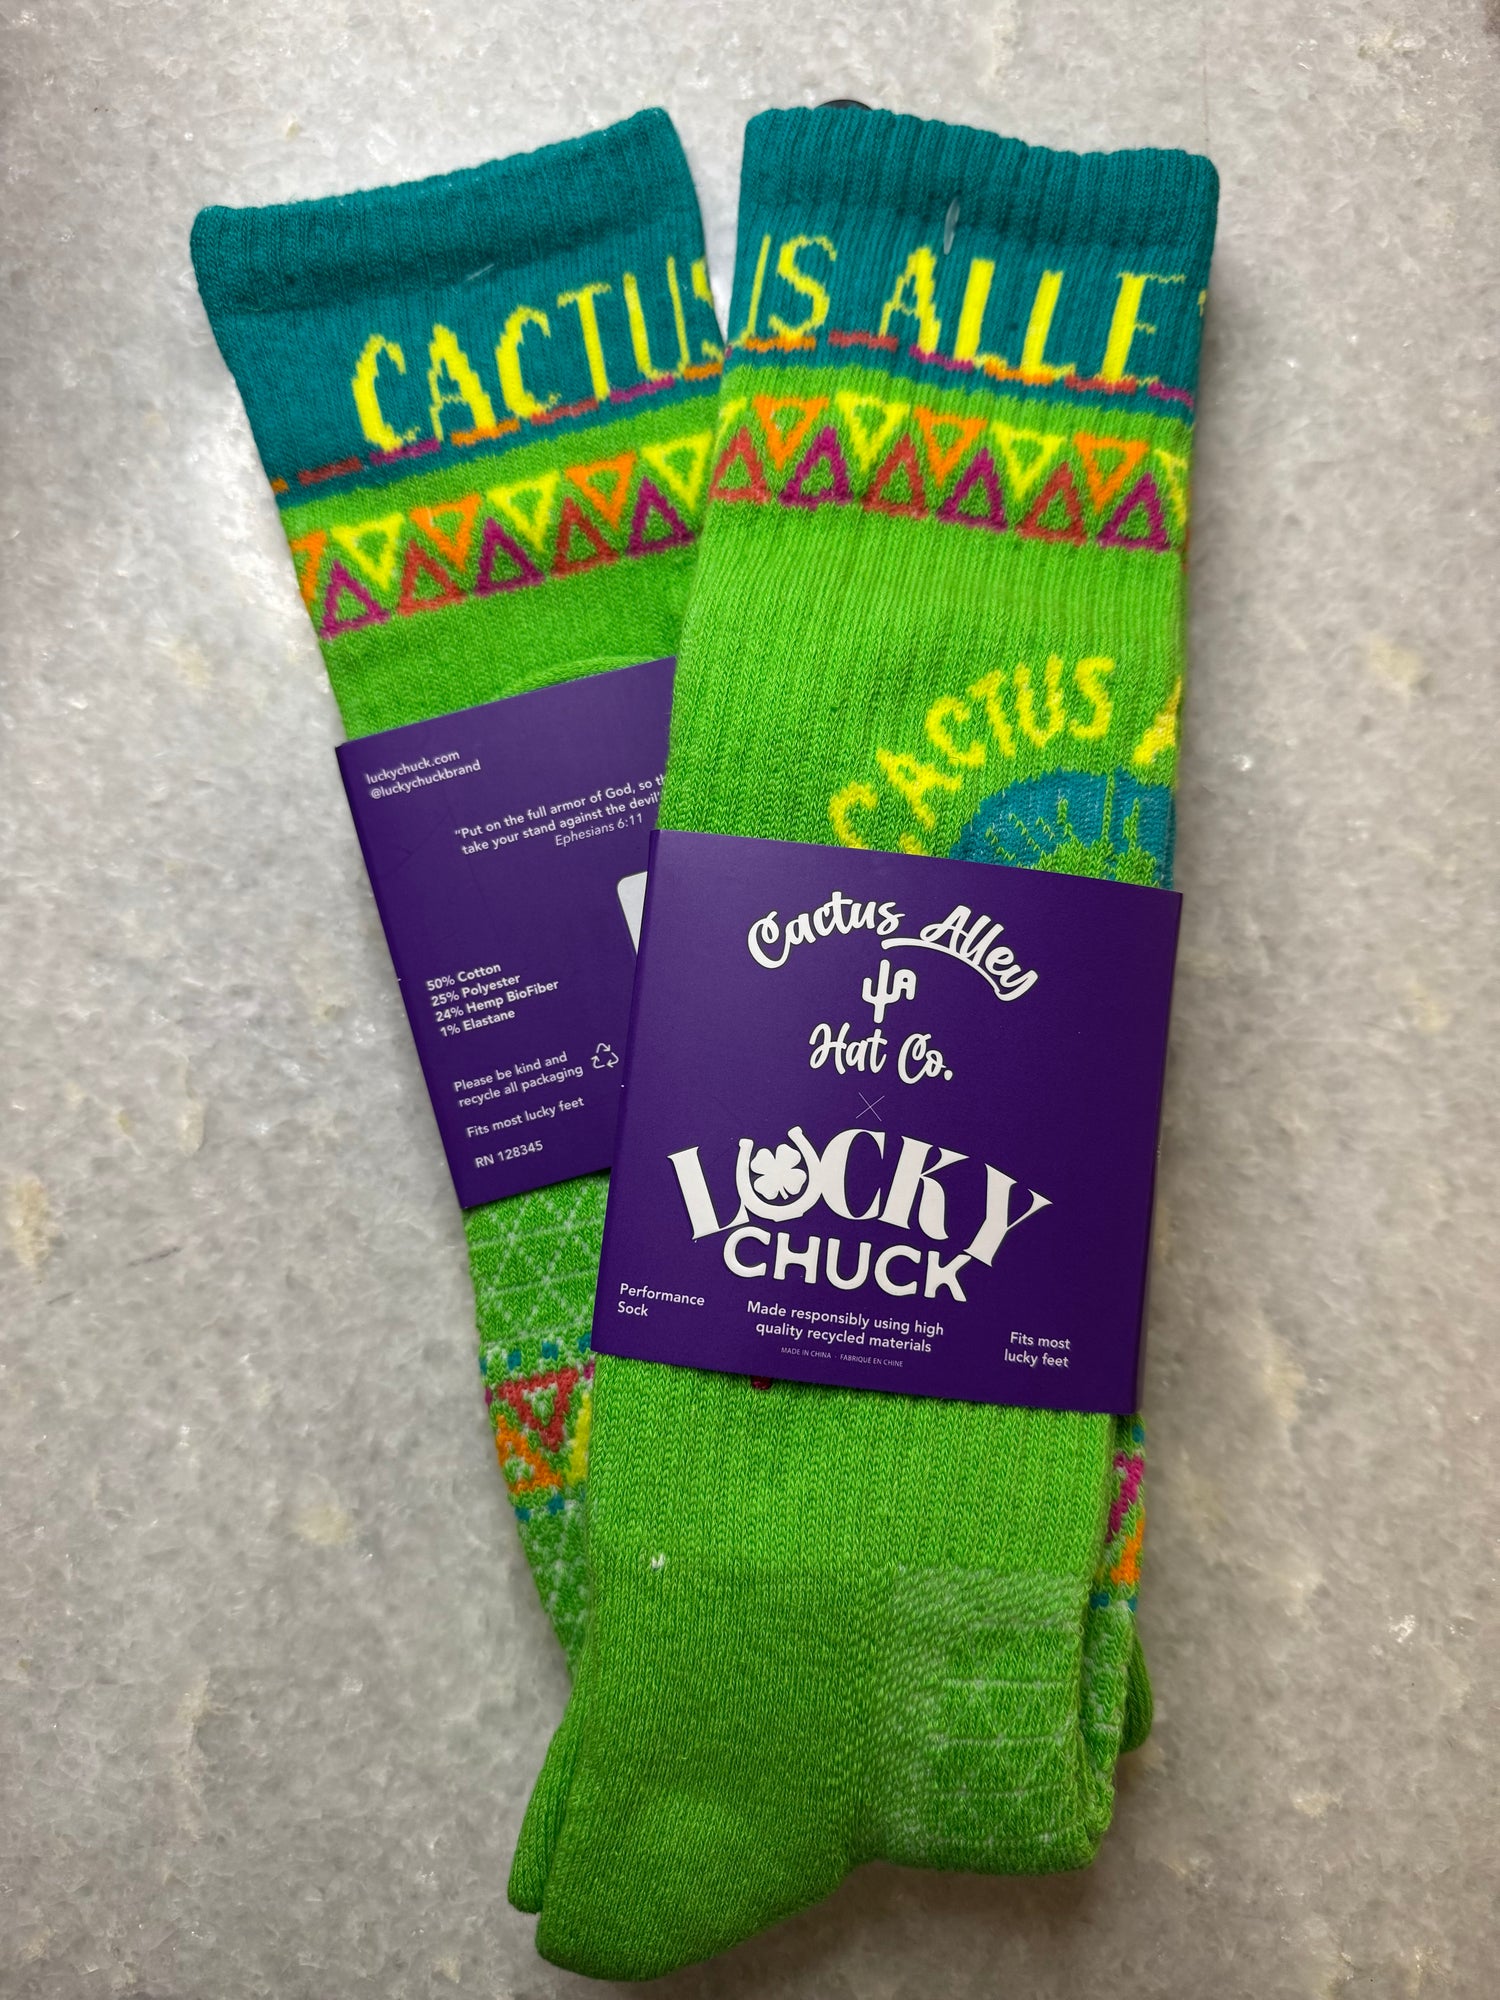 CACTUS
US ALLE
CACTUS
luckychuck.com
@luckychuckbrand
"Put on the full armor of God, so
take your stand against the devil'
Ephesians 6:11
50% Cotton
25% Polyester
24% Hemp BioFiber
1% Elastane
Please be kind and
recycle all packaging
Fits most lucky feet
RN 128345
Cactus Alley
CA
Hat Co.
×
LUCKY
CHUCK
Performance
Sock
Made responsibly using high
quality recycled materials
MADE IN CHINA - FABRIQUÉ EN CHINE
Fits most
lucky feet